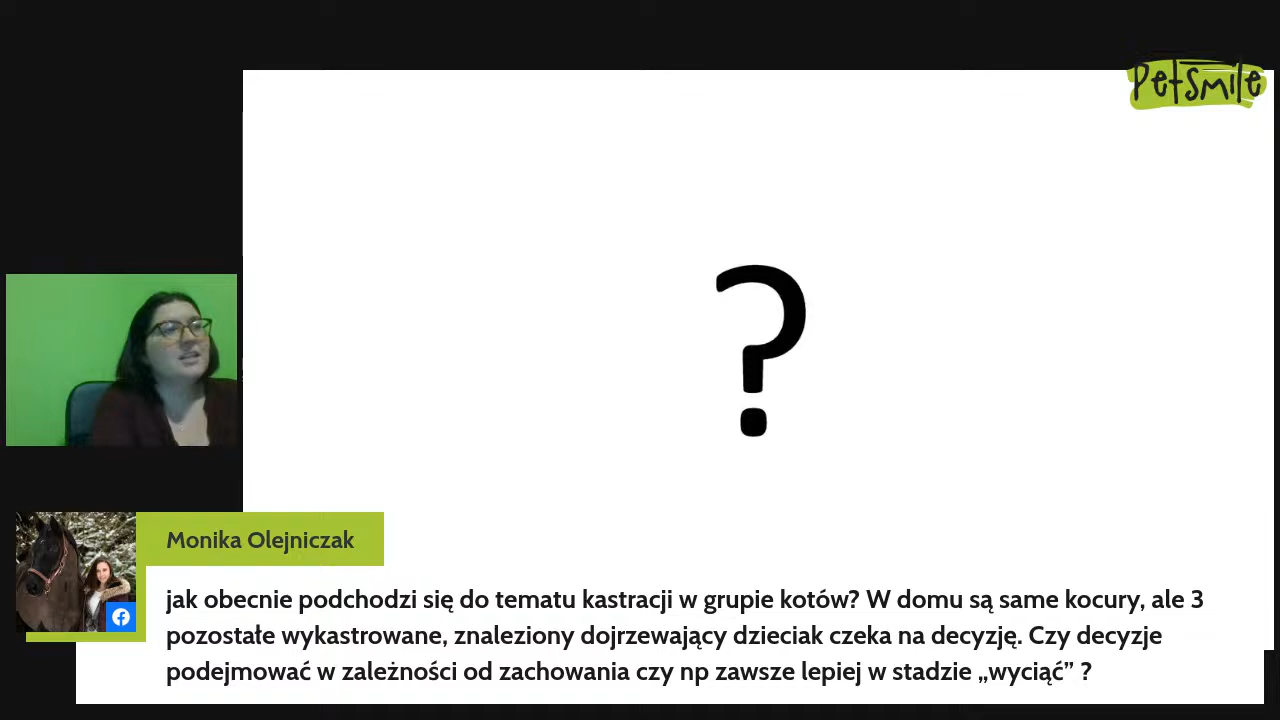 PetSmile
?
Monika Olejniczak
jak obecnie podchodzi się do tematu kastracji w grupie kotów? W domu są same kocury, ale 3
pozostałe wykastrowane, znaleziony dojrzewający dzieciak czeka na decyzję. Czy decyzje
podejmować w zależności od zachowania czy np zawsze lepiej w stadzie „wyciąć” ?